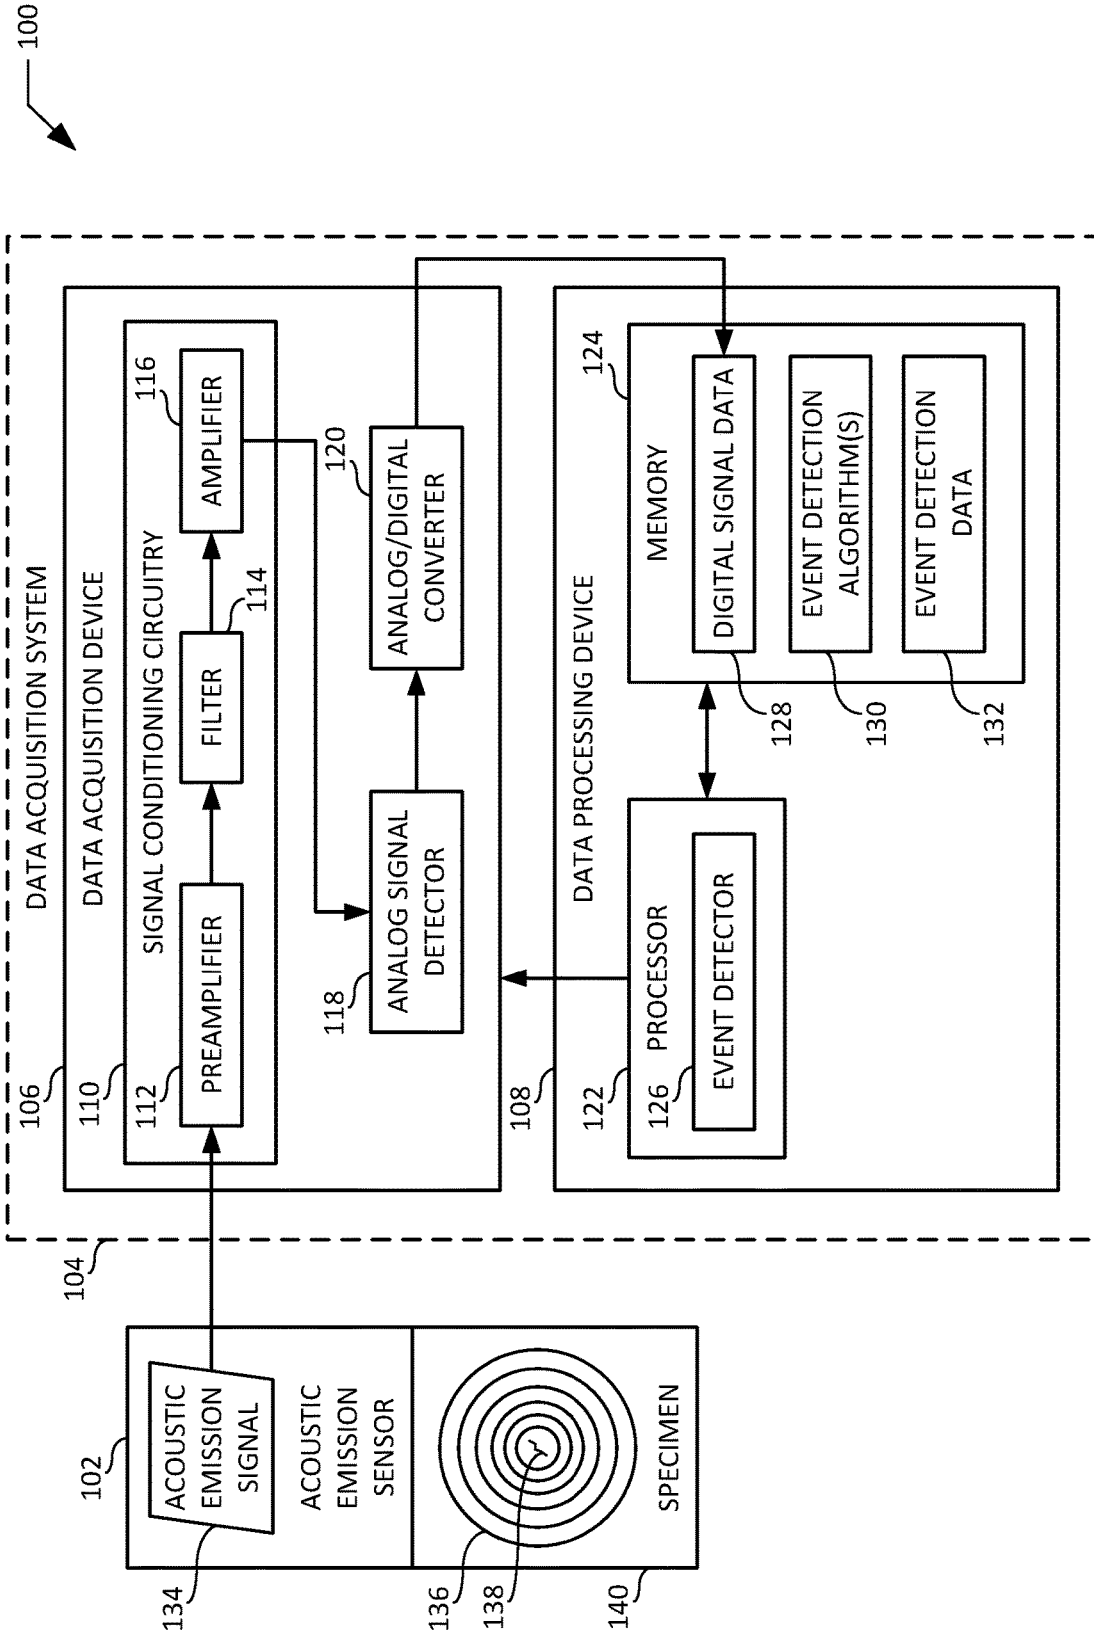 100
DATA ACQUISITION SYSTEM
104
106
DATA ACQUISITION DEVICE
110
SIGNAL CONDITIONING CIRCUITRY
112
PREAMPLIFIER
FILTER
114
116
AMPLIFIER
118
ANALOG SIGNAL
DETECTOR
120
ANALOG/DIGITAL
CONVERTER
102
ACOUSTIC
EMISSION
SIGNAL
134
ACOUSTIC
EMISSION
SENSOR
136
138
SPECIMEN
140
108
DATA PROCESSING DEVICE
122
PROCESSOR
126
EVENT DETECTOR
124
MEMORY
DIGITAL SIGNAL DATA
128
EVENT DETECTION
ALGORITHM(S)
130
EVENT DETECTION
DATA
132